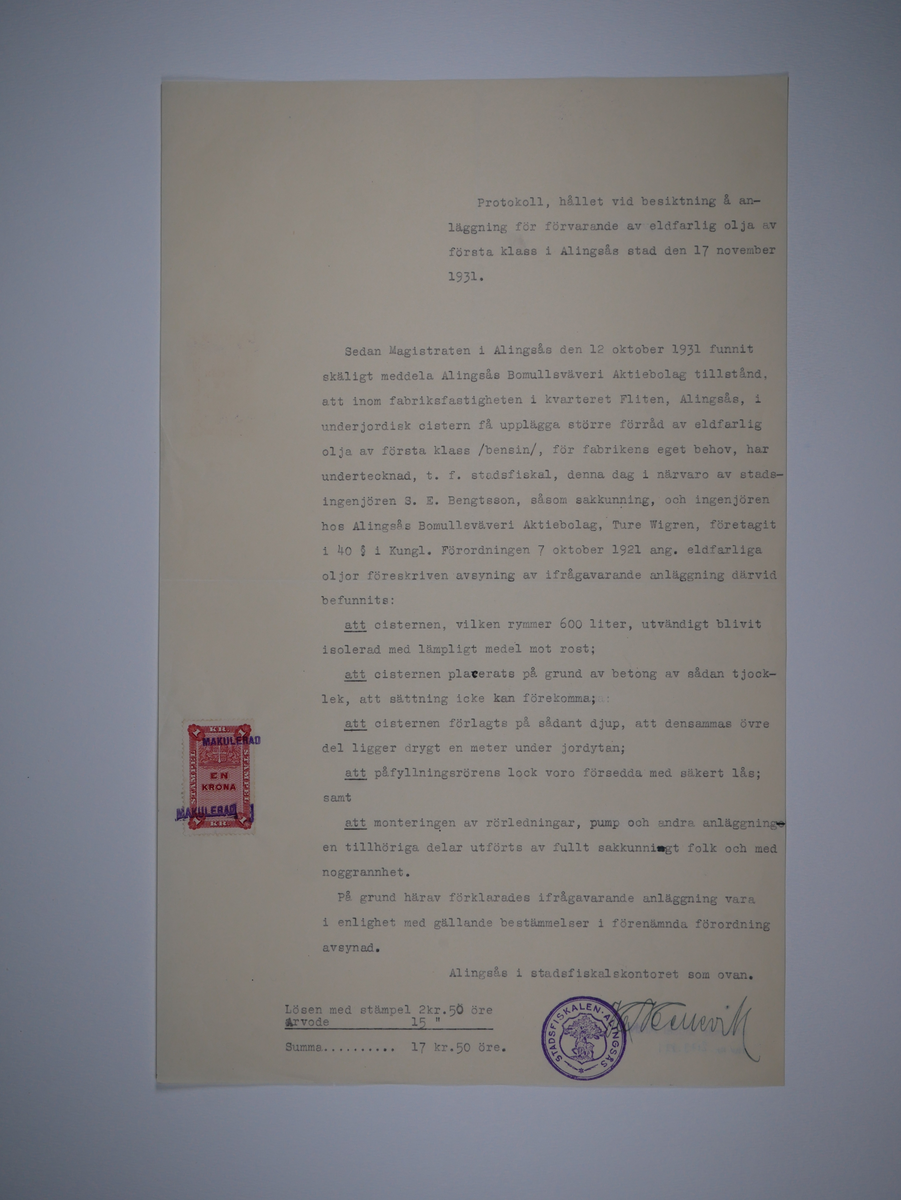 Protokoll, hållet vid besiktning å an-
läggning för förvarande av eldfarlig olja av
första klass i Alingsås stad den 17 november
1931.
Sedan Magistraten i Alingsås den 12 oktober 1931 funnit
skäligt meddela Alingsås Bomullsväveri Aktiebolag tillstånd,
att inom fabriksfastigheten i kvarteret Fliten, Alingsås, i
underjordisk cistern få upplägga större förråd av eldfarlig
olja av första klass /bensin/, för fabrikens eget behov, har
undertecknad, t. f. stadsfiskal, denna dag i närvaro av stads-
ingenjören S. E. Bengtsson, såsom sakkunning, och ingenjören
hos Alingsås Bomullsväveri Aktiebolag, Ture Wigren, företagit
i 40 § i Kungl. Förordningen 7 oktober 1921 ang. eldfarliga
oljor föreskriven avsyning av ifrågavarande anläggning därvid
befunnits:
att cisternen, vilken rymmer 600 liter, utvändigt blivit
isolerad med lämpligt medel mot rost;
att cisternen placerats på grund av betong av sådan tjock-
lek, att sättning icke kan förekomma;
att cisternen förlagts på sådant djup, att densammas övre
del ligger drygt en meter under jordytan;
att påfyllningsrörens lock voro försedda med säkert lås;
samt
att monteringen av rörledningar, pump och andra anläggning-
en tillhöriga delar utförts av fullt sakkunnigt folk och med
noggrannhet.
På grund härav förklarades ifrågavarande anläggning vara
i enlighet med gällande bestämmelser i förenämnda förordning
avsynad.
Alingsås i stadsfiskalskontoret som ovan.
Lösen med stämpel 2kr.50 öre
Arvode 15 "
Summa.......... 17 kr.50 öre.
STADSFISKALEN·ALINGSÅS
1 KR 1
MAKULERAD
STÄMPEL
STÄMPEL
EN
KRONA
MAKULERAD
1 KR 1